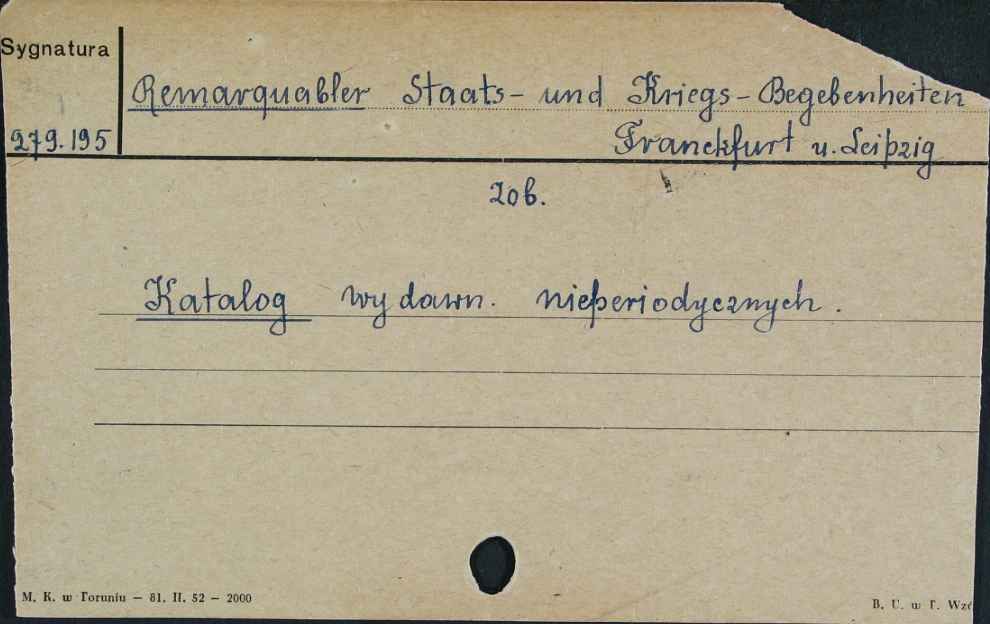 Sygnatura
Remarquabler Staats- und Kriegs-Begebenheiten
279.195
Franckfurt u. Leipzig
zob.
Katalog wydawn. nieperiodycznych.
M. K. w Toruniu — 81. II. 52 — 2000
B. U. w T.